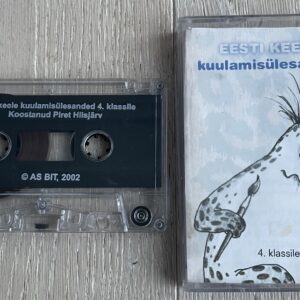 keele kuulamisülesanded 4. klassile
Koostanud Piret Hiisjärv
© AS BIT, 2002
EESTI KEE
kuulamisülesa
4. klassile